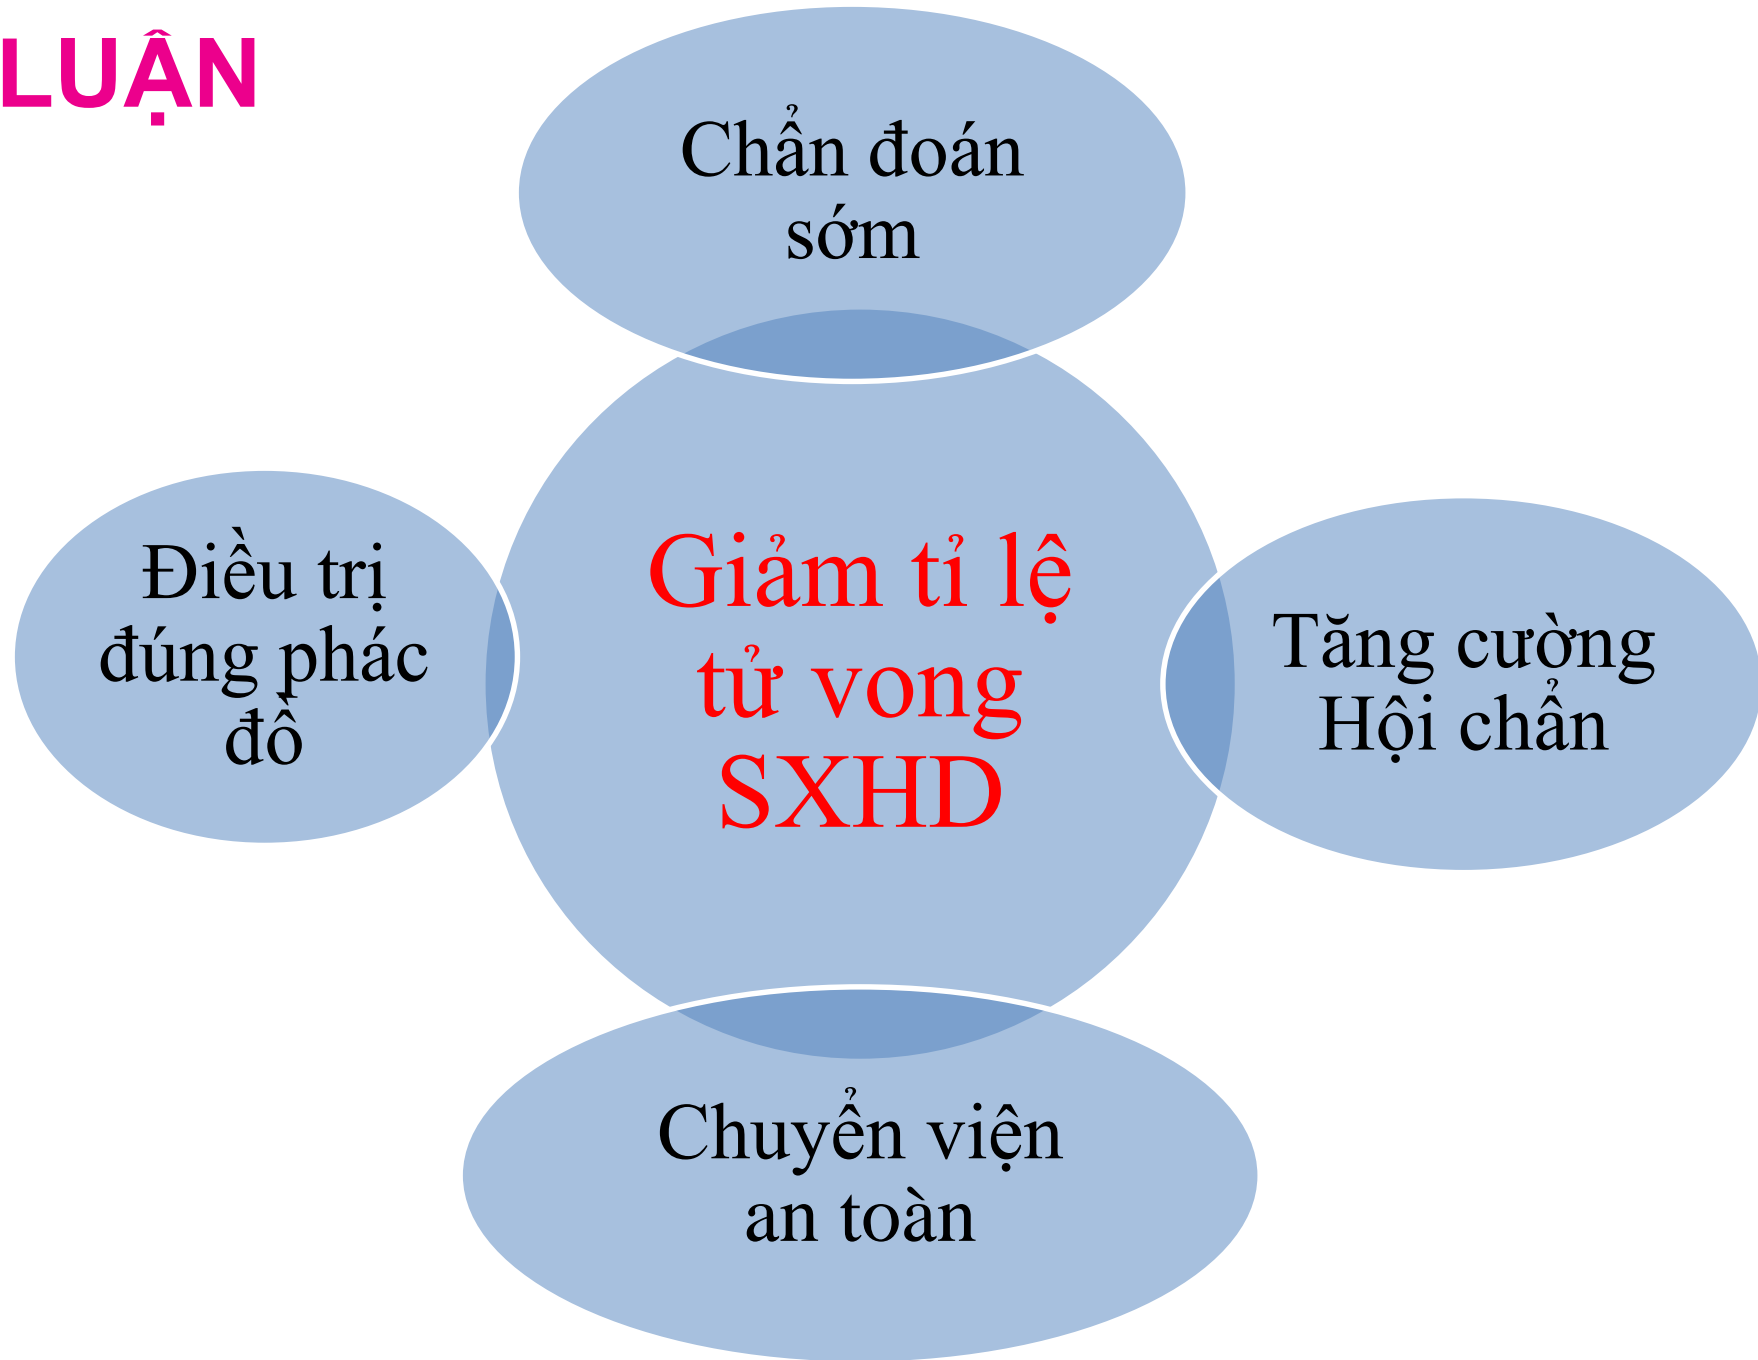 LUẬN
Chẩn đoán
sớm
Điều trị
đúng phác
đồ
Giảm tỉ lệ
tử vong
SXHD
Tăng cường
Hội chẩn
Chuyển viện
an toàn